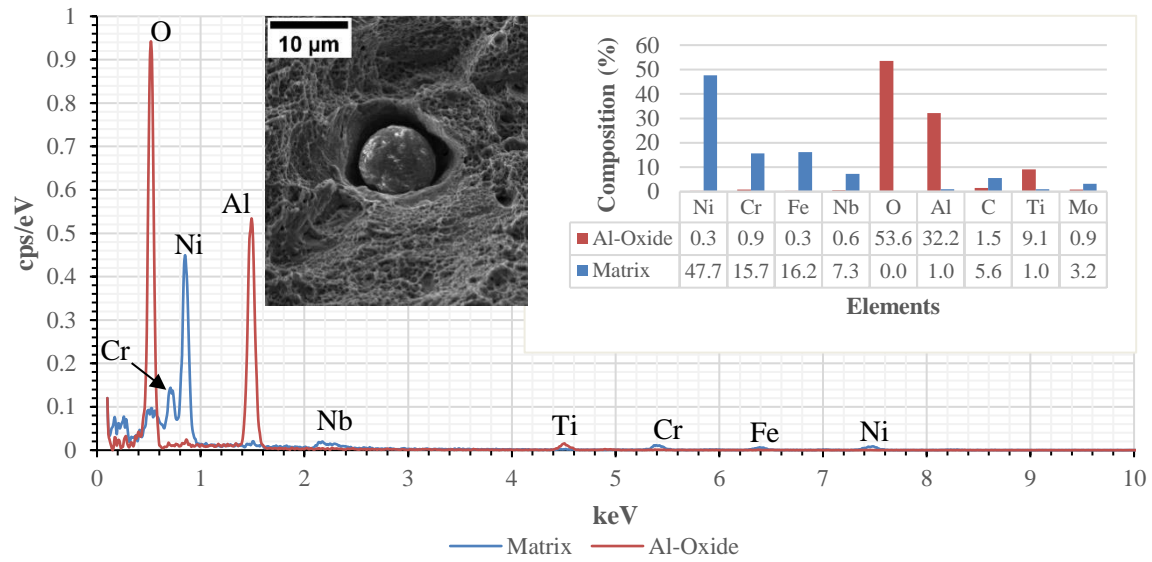 cps/eV
1
0.9
0.8
0.7
0.6
0.5
0.4
0.3
0.2
0.1
0
O
Al
Ni
Cr
Nb
Ti
Cr
Fe
Ni
10 µm
Composition (%)
60
50
40
30
20
10
0
Ni Cr Fe Nb O Al C Ti Mo
Al-Oxide 0.3 0.9 0.3 0.6 53.6 32.2 1.5 9.1 0.9
Matrix 47.7 15.7 16.2 7.3 0.0 1.0 5.6 1.0 3.2
Elements
0 1 2 3 4 5 6 7 8 9 10
keV
Matrix Al-Oxide